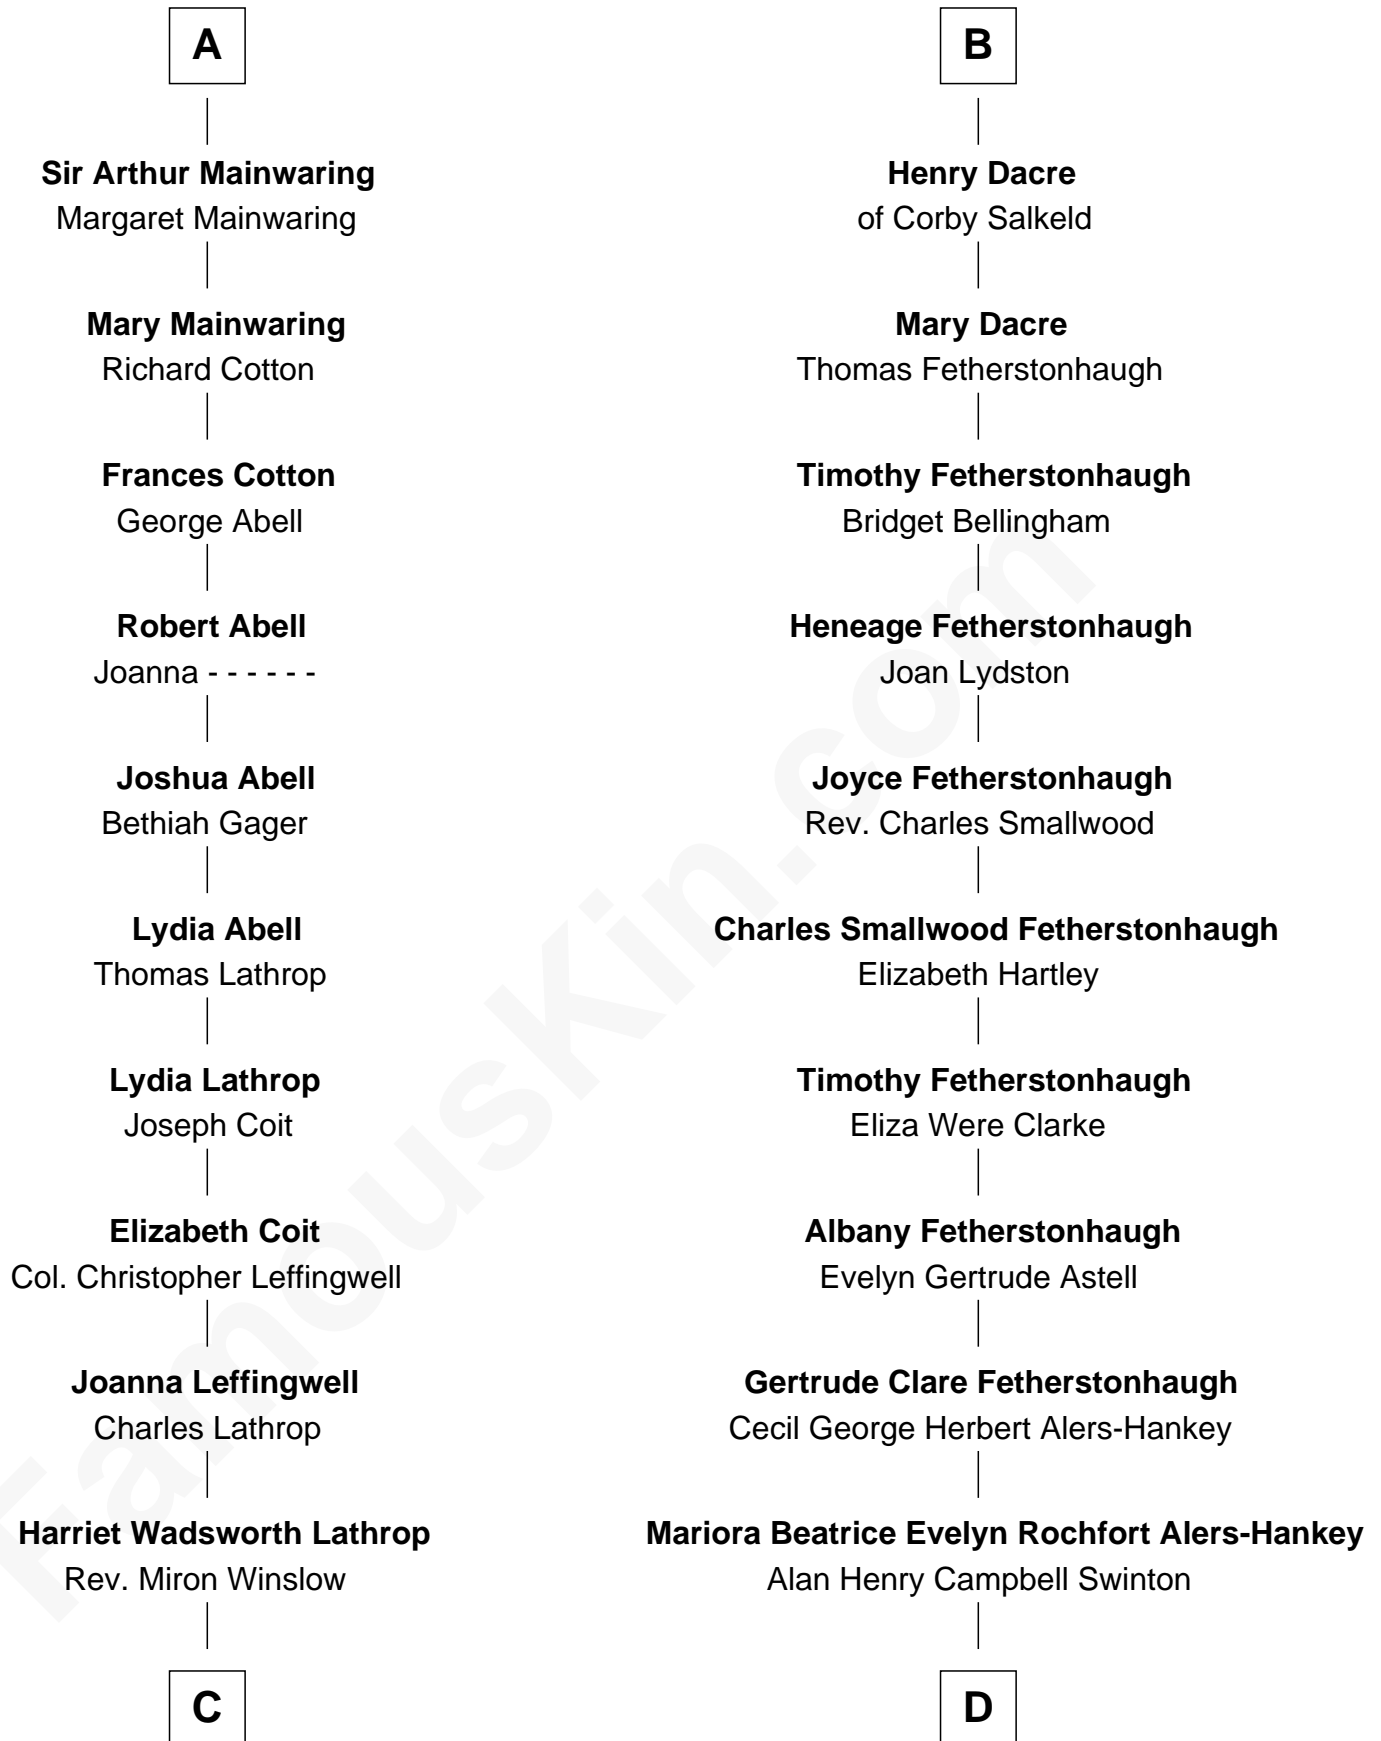 A
Sir Arthur Mainwaring
Margaret Mainwaring
Mary Mainwaring
Richard Cotton
Frances Cotton
George Abell
Robert Abell
Joanna - - - - - -
Joshua Abell
Bethiah Gager
Lydia Abell
Thomas Lathrop
Lydia Lathrop
Joseph Coit
Elizabeth Coit
Col. Christopher Leffingwell
Joanna Leffingwell
Charles Lathrop
Harriet Wadsworth Lathrop
Rev. Miron Winslow
C
B
Henry Dacre
of Corby Salkeld
Mary Dacre
Thomas Fetherstonhaugh
Timothy Fetherstonhaugh
Bridget Bellingham
Heneage Fetherstonhaugh
Joan Lydston
Joyce Fetherstonhaugh
Rev. Charles Smallwood
Charles Smallwood Fetherstonhaugh
Elizabeth Hartley
Timothy Fetherstonhaugh
Eliza Were Clarke
Albany Fetherstonhaugh
Evelyn Gertrude Astell
Gertrude Clare Fetherstonhaugh
Cecil George Herbert Alers-Hankey
Mariora Beatrice Evelyn Rochfort Alers-Hankey
Alan Henry Campbell Swinton
D
FamousKin.com